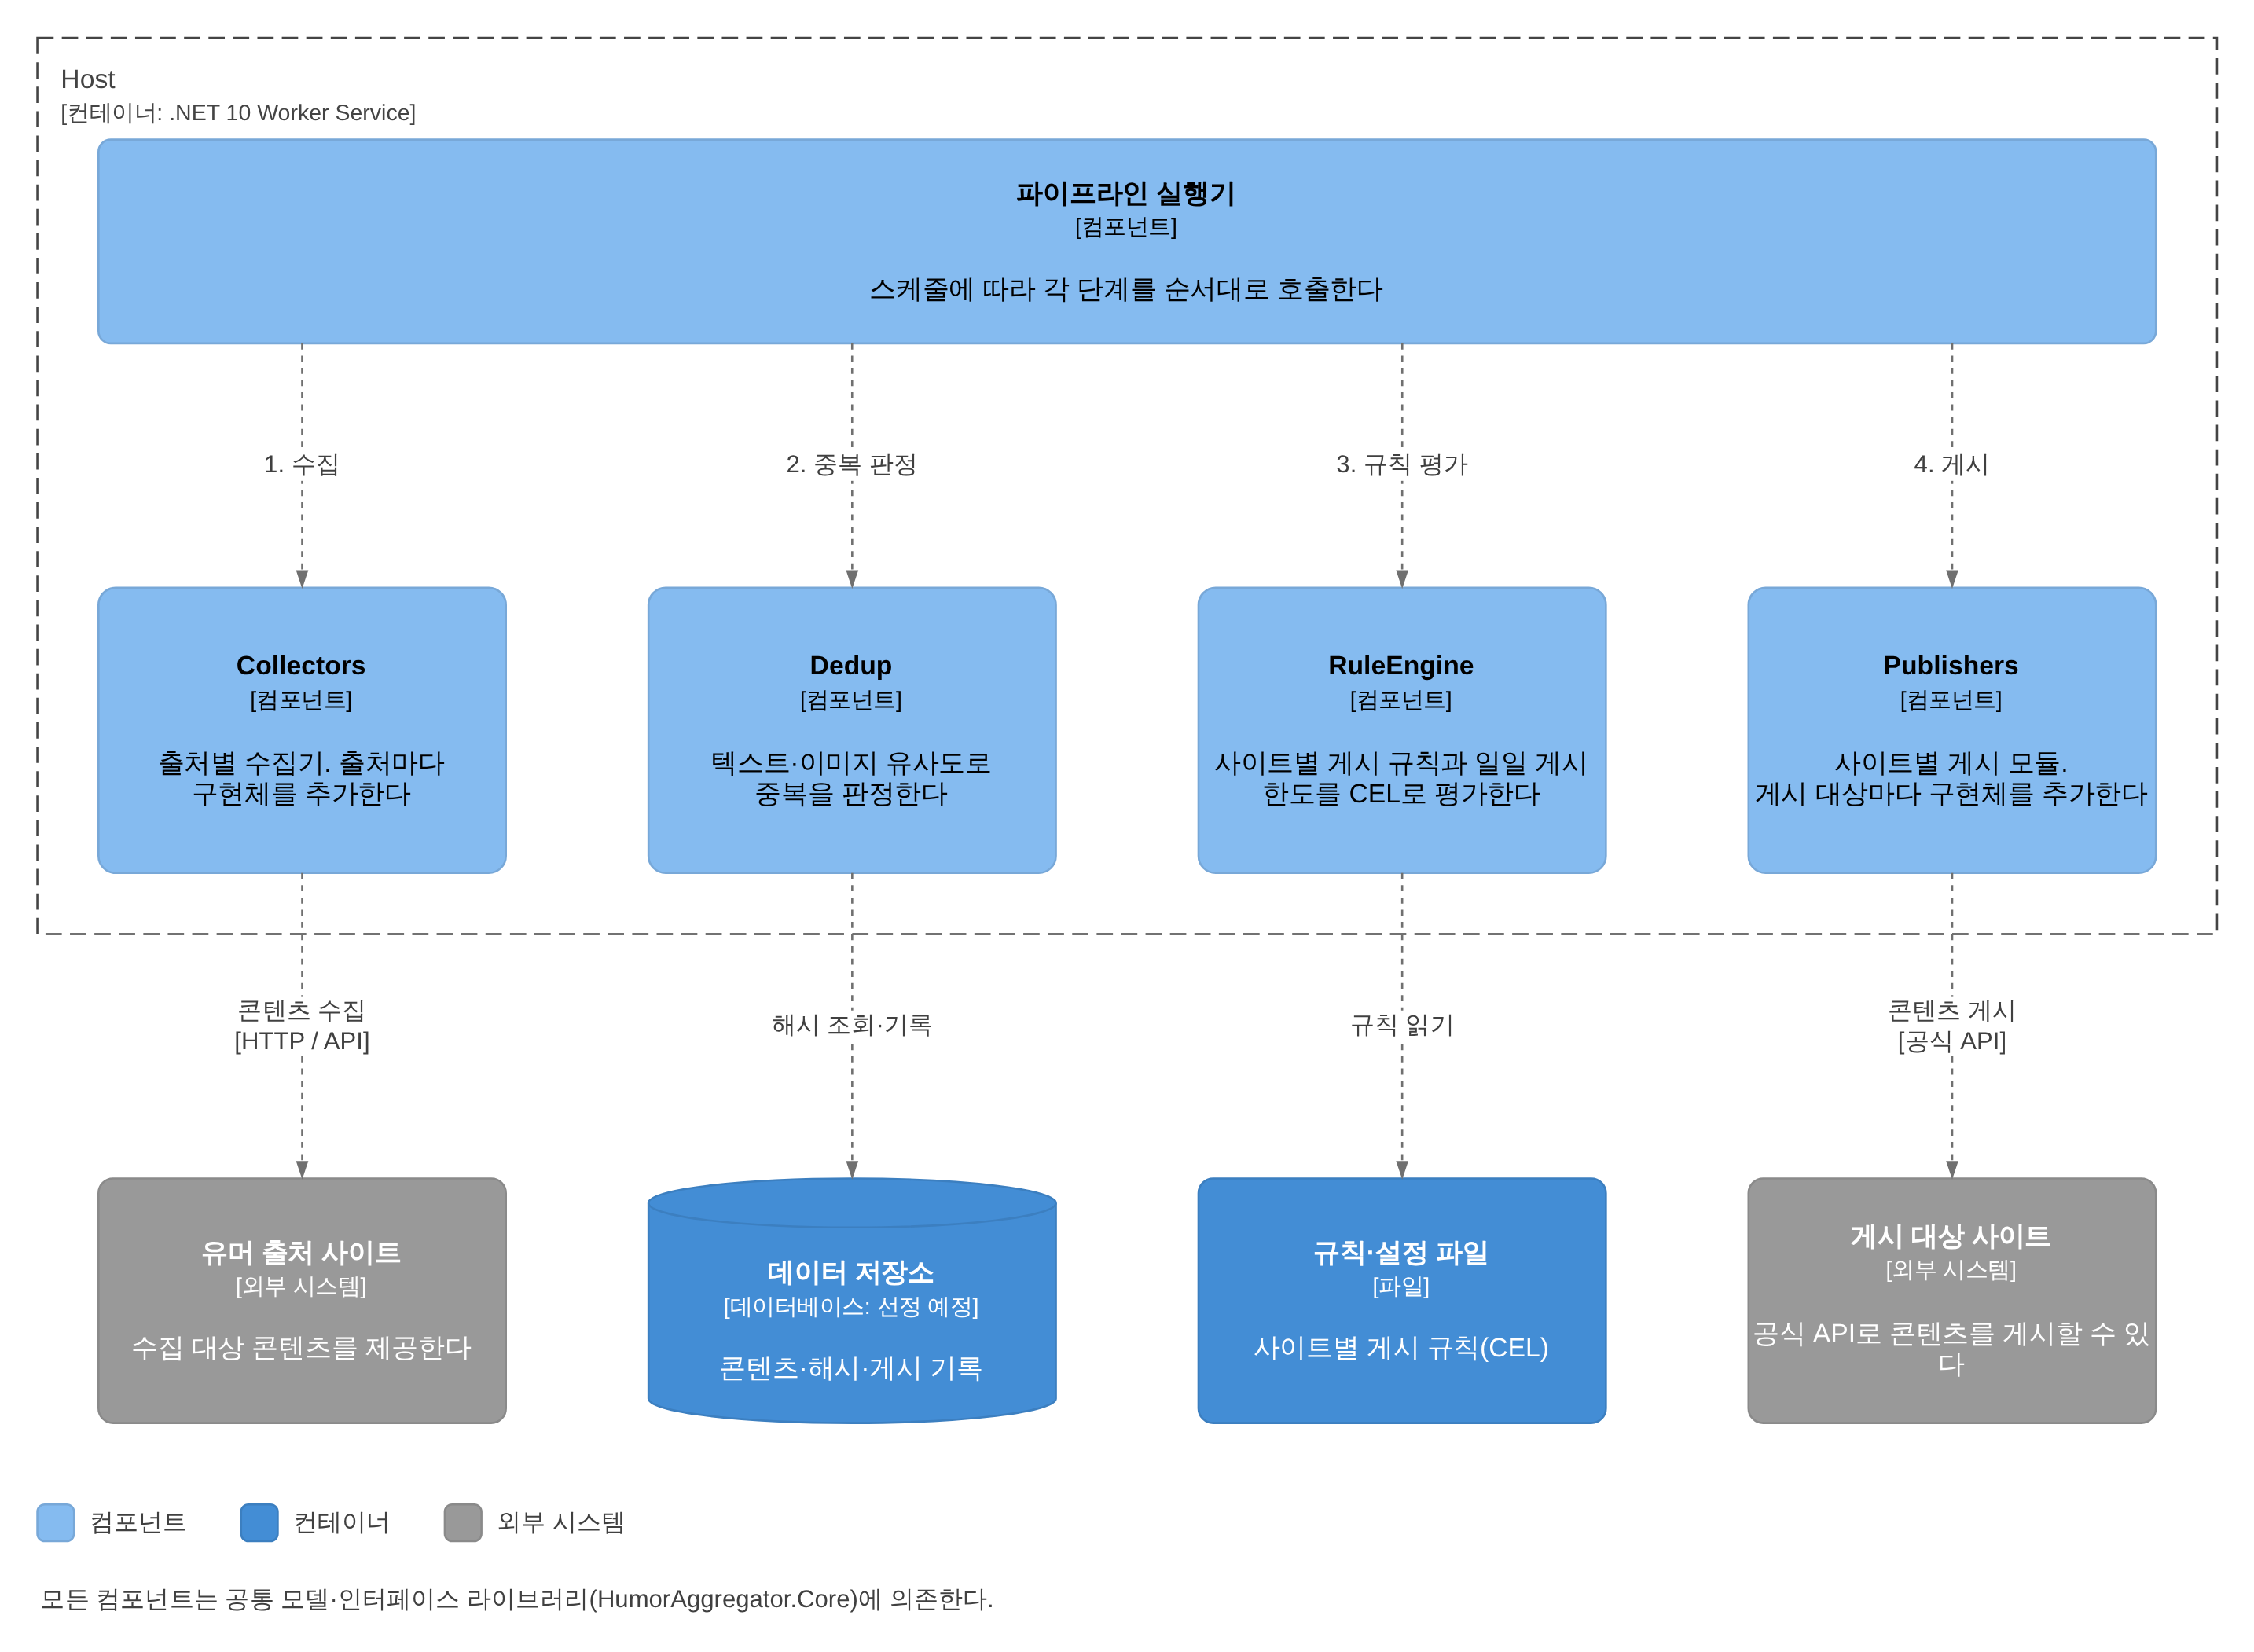 Host
[컨테이너: .NET 10 Worker Service]
파이프라인 실행기
[컴포넌트]
스케줄에 따라 각 단계를 순서대로 호출한다
1. 수집
2. 중복 판정
3. 규칙 평가
4. 게시
Collectors
[컴포넌트]
출처별 수집기. 출처마다
구현체를 추가한다
Dedup
[컴포넌트]
텍스트·이미지 유사도로
중복을 판정한다
RuleEngine
[컴포넌트]
사이트별 게시 규칙과 일일 게시
한도를 CEL로 평가한다
Publishers
[컴포넌트]
사이트별 게시 모듈.
게시 대상마다 구현체를 추가한다
콘텐츠 수집
[HTTP / API]
해시 조회·기록
규칙 읽기
콘텐츠 게시
[공식 API]
유머 출처 사이트
[외부 시스템]
수집 대상 콘텐츠를 제공한다
데이터 저장소
[데이터베이스: 선정 예정]
콘텐츠·해시·게시 기록
규칙·설정 파일
[파일]
사이트별 게시 규칙(CEL)
게시 대상 사이트
[외부 시스템]
공식 API로 콘텐츠를 게시할 수 있
다
컴포넌트
컨테이너
외부 시스템
모든 컴포넌트는 공통 모델·인터페이스 라이브러리(HumorAggregator.Core)에 의존한다.